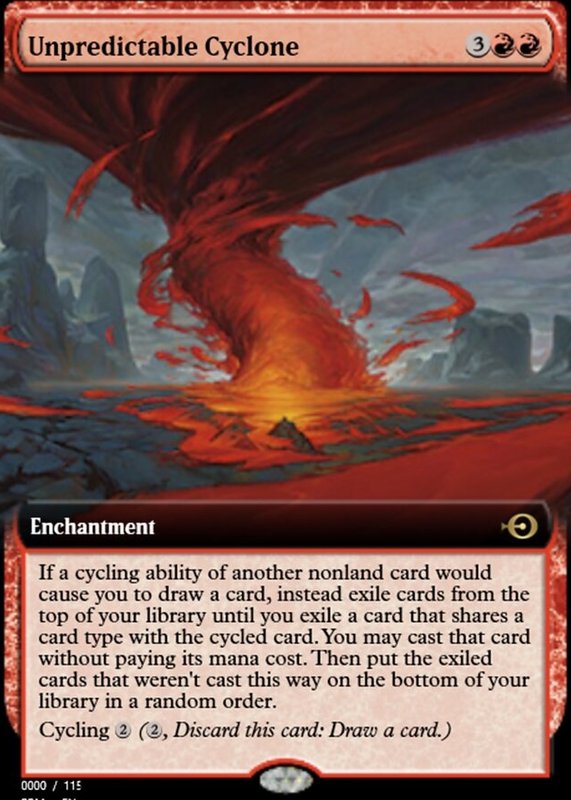 Unpredictable Cyclone 3
Enchantment
If a cycling ability of another nonland card would
cause you to draw a card, instead exile cards from the
top of your library until you exile a card that shares a
card type with the cycled card. You may cast that card
without paying its mana cost. Then put the exiled
cards that weren't cast this way on the bottom of your
library in a random order.
Cycling 2 (2, Discard this card: Draw a card.)
0000 / 115